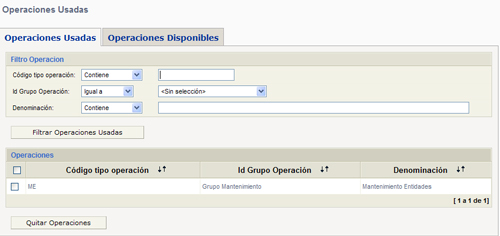 Operaciones Usadas
Operaciones Usadas Operaciones Disponibles
Filtro Operacion
Código tipo operación: Contiene
Id Grupo Operación: Igual a <Sin selección>
Denominación: Contiene
Filtrar Operaciones Usadas
Operaciones
Código tipo operación Id Grupo Operación Denominación
ME Grupo Mantenimiento Mantenimiento Entidades
[ 1 a 1 de 1]
Quitar Operaciones